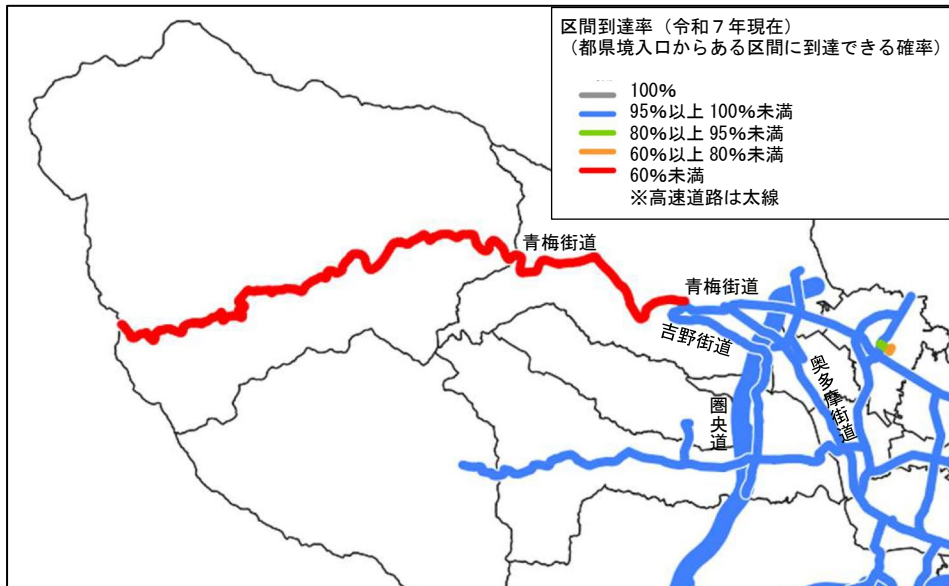 区間到達率（令和７年現在）
（都県境入口からある区間に到達できる確率）
100%
95%以上 100%未満
80%以上 95%未満
60%以上 80%未満
60%未満
※高速道路は太線
青梅街道
青梅街道
吉野街道
奥多摩街道
圏央道